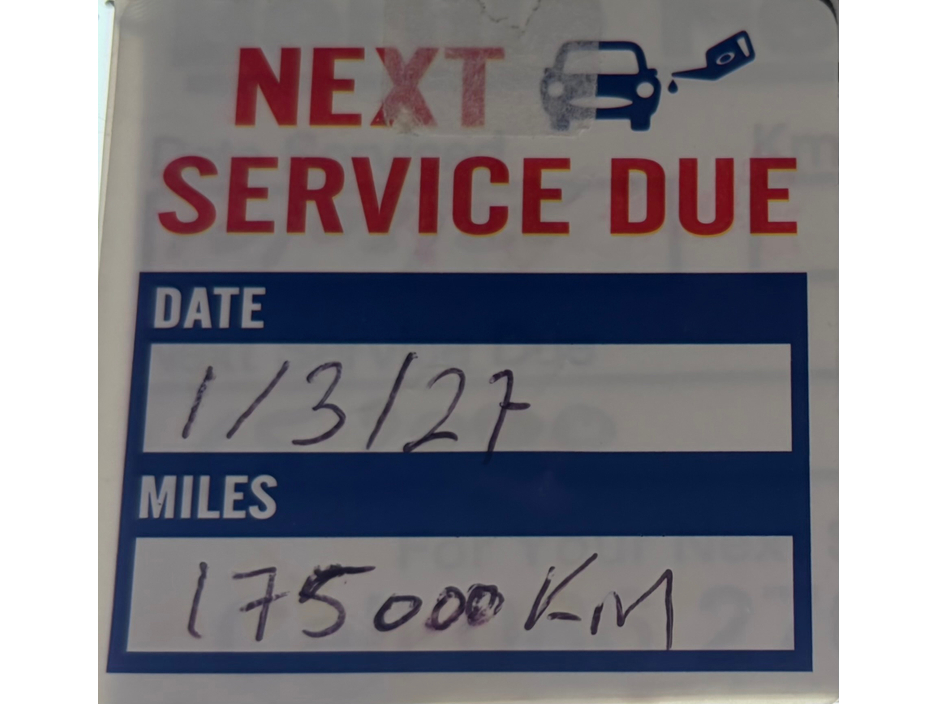 NEXT
SERVICE DUE
DATE
1/3/27
MILES
175000 KM